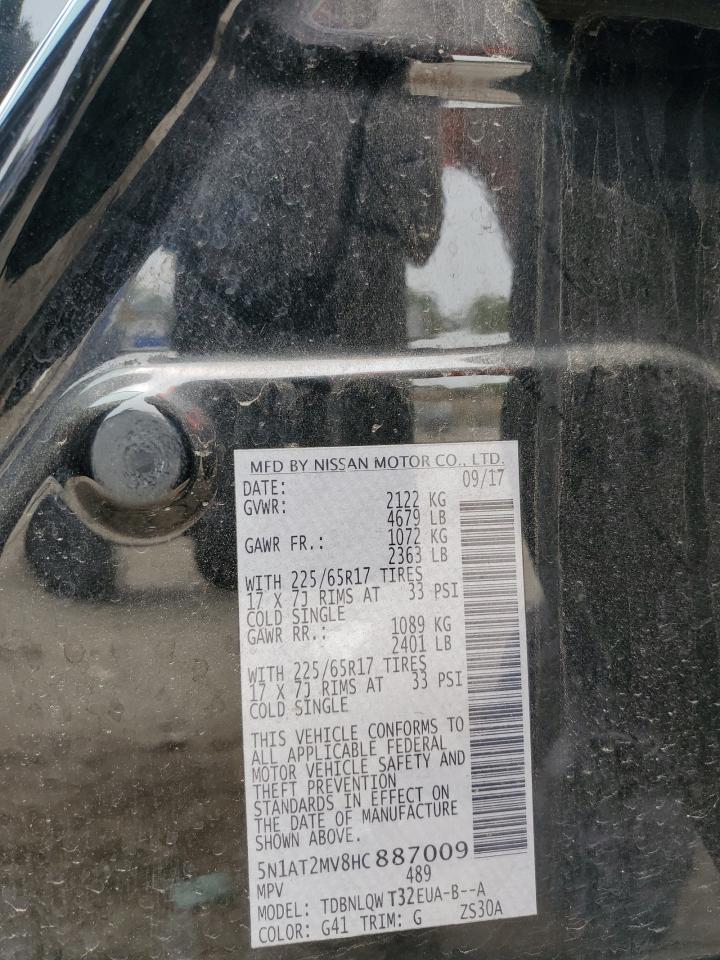 MFD BY NISSAN MOTOR CO., LTD.
DATE: 09/17
GVWR: 2122 KG
4679 LB
GAWR FR.: 1072 KG
2363 LB
WITH 225/65R17 TIRES
17 X 7J RIMS AT 33 PSI
COLD SINGLE
GAWR RR.: 1089 KG
2401 LB
WITH 225/65R17 TIRES
17 X 7J RIMS AT 33 PSI
COLD SINGLE
THIS VEHICLE CONFORMS TO
ALL APPLICABLE FEDERAL
MOTOR VEHICLE SAFETY AND
THEFT PREVENTION
STANDARDS IN EFFECT ON
THE DATE OF MANUFACTURE
SHOWN ABOVE.
5N1AT2MV8HC887009
MPV 489
MODEL: TDBNLQWT32EUA-B--A
COLOR: G41 TRIM: G ZS30A